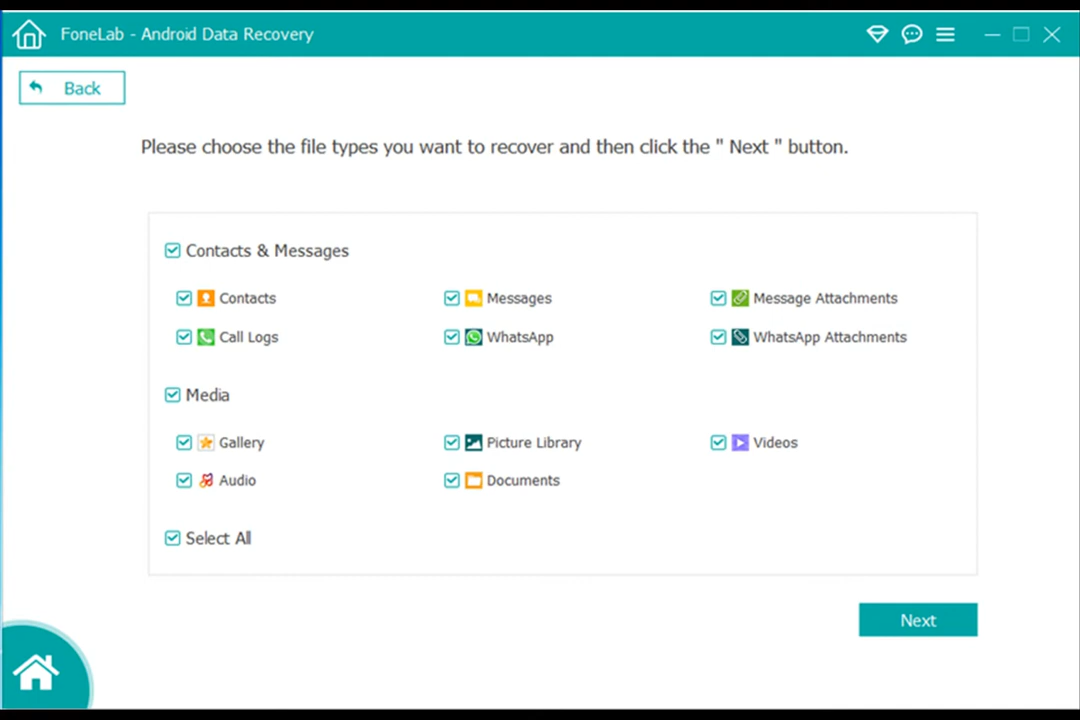 FoneLab - Android Data Recovery
Back
Please choose the file types you want to recover and then click the " Next " button.
Contacts & Messages
Contacts Messages Message Attachments
Call Logs WhatsApp WhatsApp Attachments
Media
Gallery Picture Library Videos
Audio Documents
Select All
Next